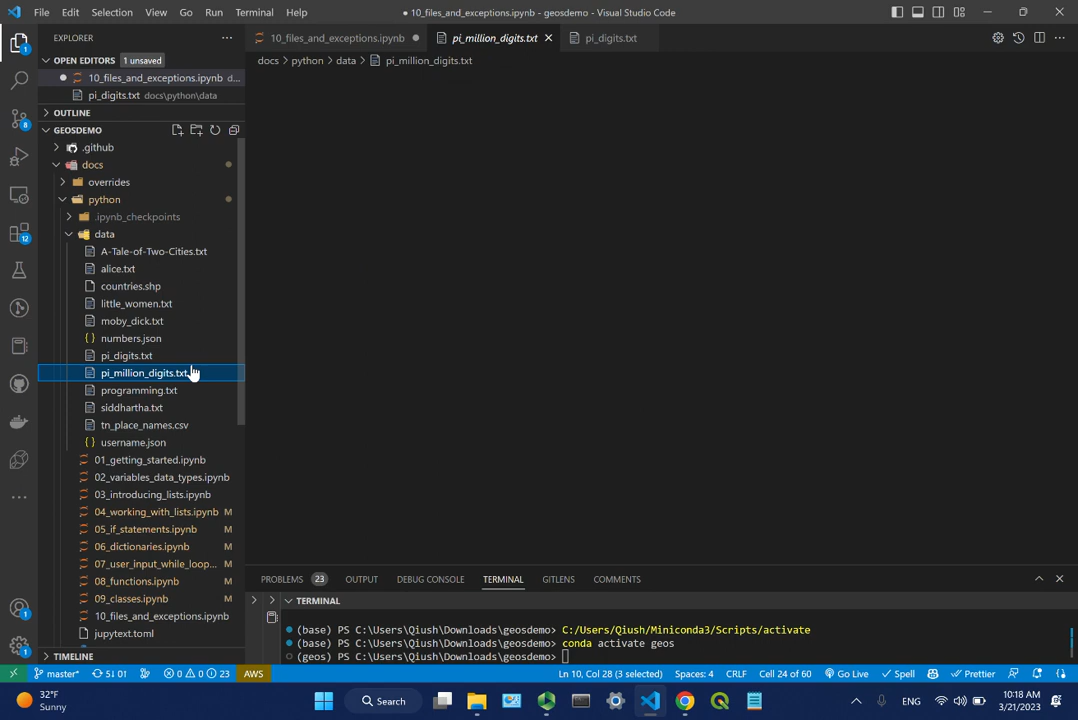 File Edit Selection View Go Run Terminal Help
● 10_files_and_exceptions.ipynb - geosdemo - Visual Studio Code
EXPLORER
10_files_and_exceptions.ipynb
pi_million_digits.txt
pi_digits.txt
OPEN EDITORS 1 unsaved
docs > python > data > pi_million_digits.txt
10_files_and_exceptions.ipynb d...
pi_digits.txt docs\python\data
OUTLINE
GEOSDEMO
.github
docs
overrides
python
.ipynb_checkpoints
data
A-Tale-of-Two-Cities.txt
alice.txt
countries.shp
little_women.txt
moby_dick.txt
numbers.json
pi_digits.txt
pi_million_digits.txt
programming.txt
siddhartha.txt
tn_place_names.csv
username.json
01_getting_started.ipynb
02_variables_data_types.ipynb
03_introducing_lists.ipynb
04_working_with_lists.ipynb M
05_if_statements.ipynb M
06_dictionaries.ipynb M
07_user_input_while_loop... M
08_functions.ipynb M
09_classes.ipynb M
10_files_and_exceptions.ipynb
jupytext.toml
TIMELINE
PROBLEMS 23 OUTPUT DEBUG CONSOLE TERMINAL GITLENS COMMENTS
TERMINAL
(base) PS C:\Users\Qiush\Downloads\geosdemo> C:/Users/Qiush/Miniconda3/Scripts/activate
(base) PS C:\Users\Qiush\Downloads\geosdemo> conda activate geos
(geos) PS C:\Users\Qiush\Downloads\geosdemo>
1
8
12
1
1
master* 5↓ 0↑ 0 0 23 AWS Ln 10, Col 28 (3 selected) Spaces: 4 CRLF Cell 24 of 60 Go Live Spell Prettier
32°F
Sunny
Search
ENG
10:18 AM
3/21/2023